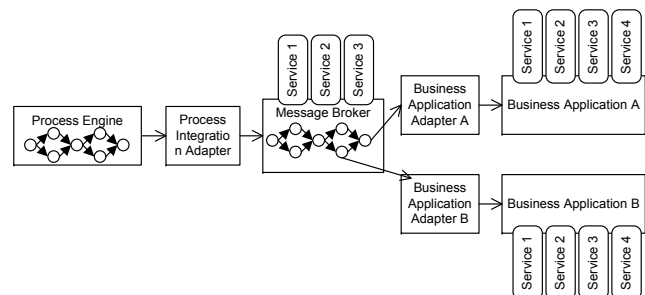 Service 1
Service 2
Service 3
Service 1
Service 2
Service 3
Service 4
Process Engine
Process
Integratio
n Adapter
Message Broker
Business
Application
Adapter A
Business Application A
Business
Application
Adapter B
Business Application B
Service 1
Service 2
Service 3
Service 4